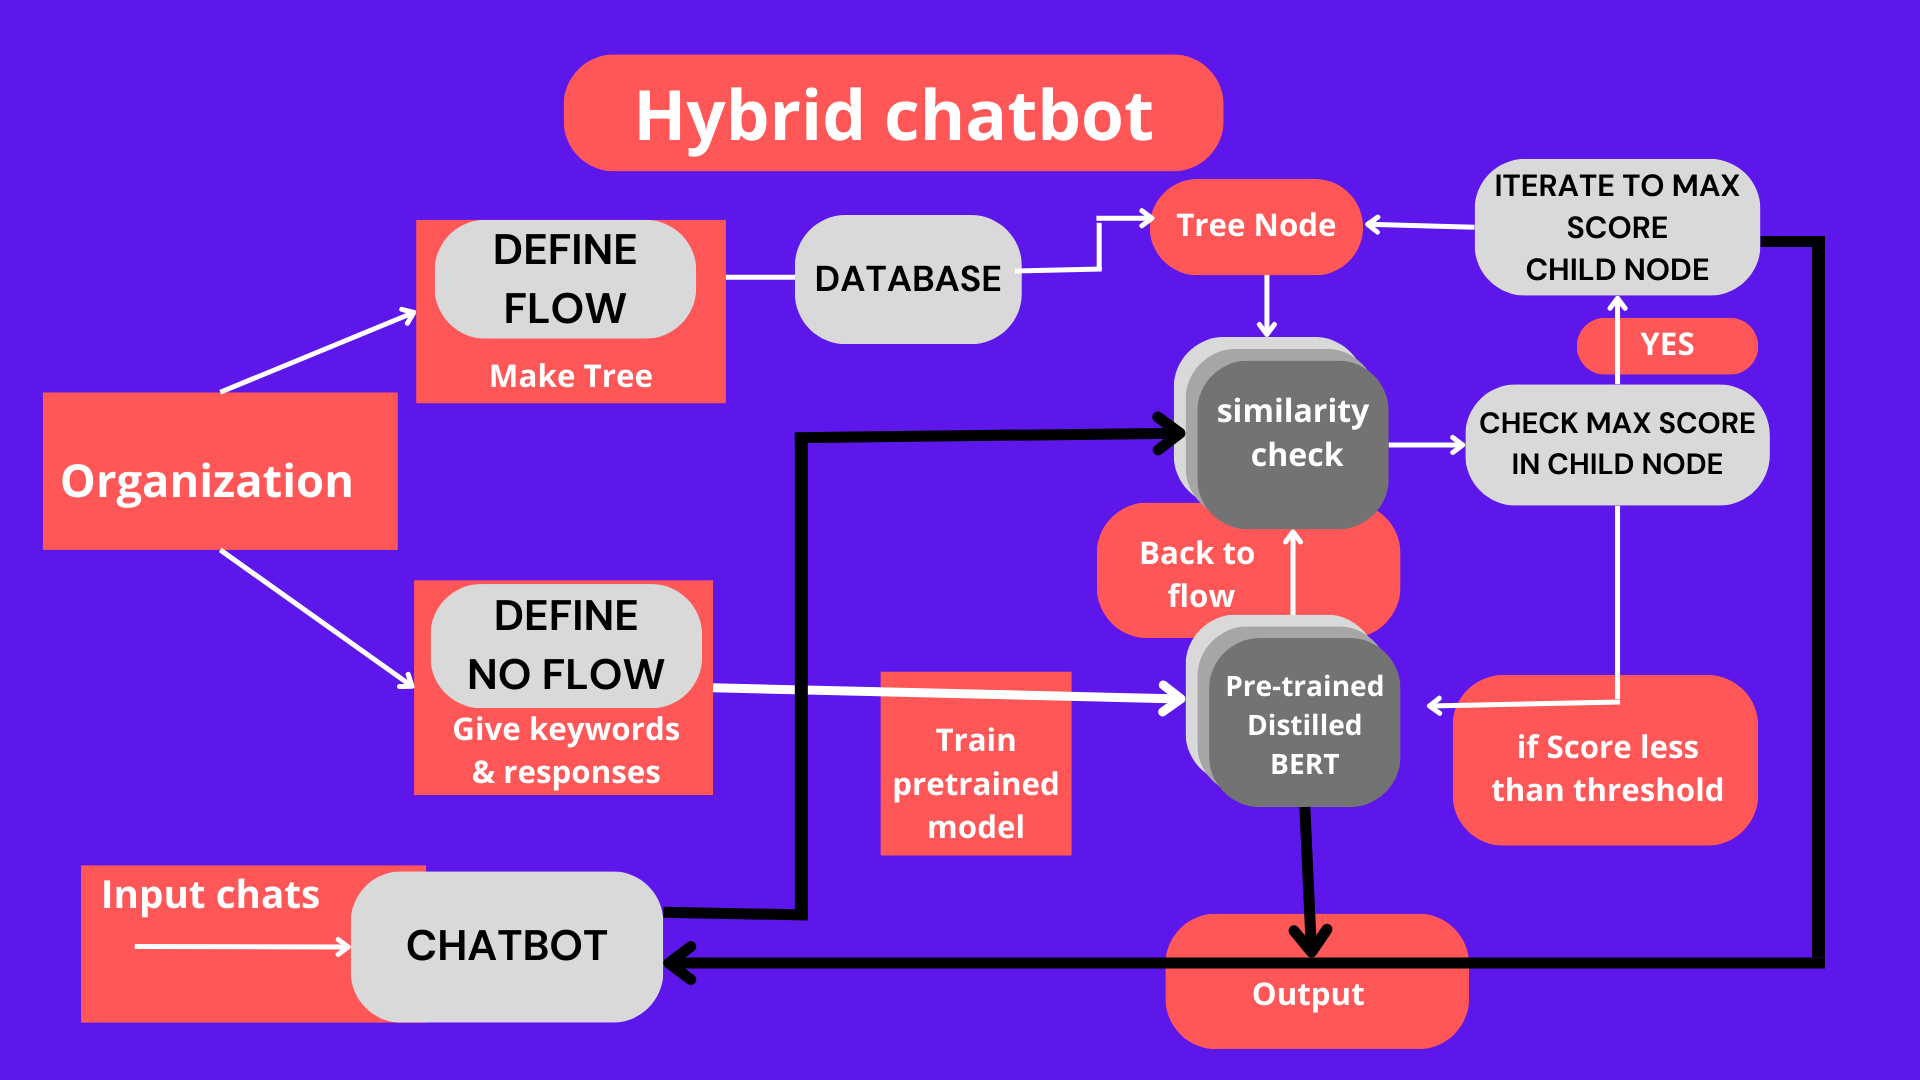 Hybrid chatbot
DEFINE
FLOW
Make Tree
DATABASE
Tree Node
ITERATE TO MAX
SCORE
CHILD NODE
YES
similarity
check
CHECK MAX SCORE
IN CHILD NODE
Organization
Back to
flow
DEFINE
NO FLOW
Give keywords
& responses
Train
pretrained
model
Pre-trained
Distilled
BERT
if Score less
than threshold
Input chats
CHATBOT
Output